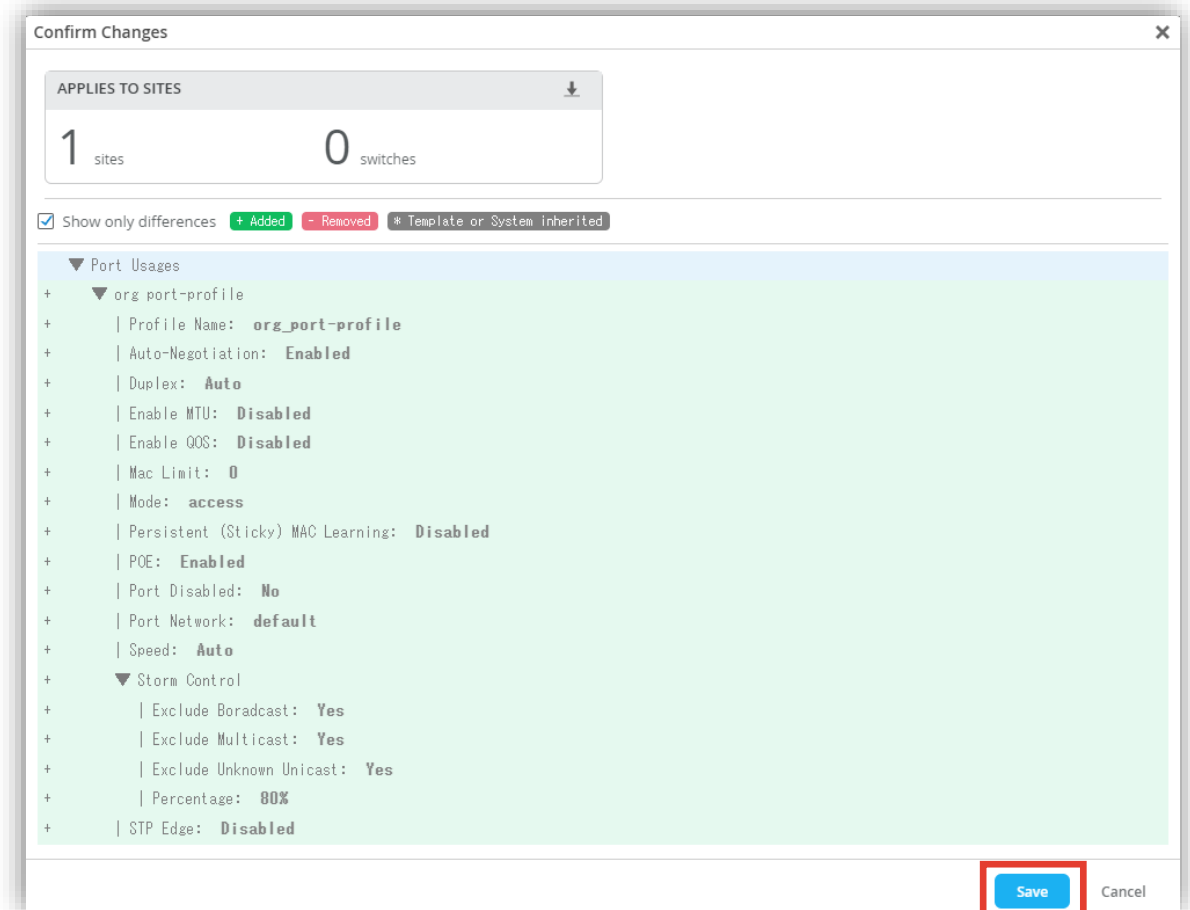 Confirm Changes
APPLIES TO SITES
1 sites 0 switches
Show only differences + Added - Removed * Template or System inherited
Port Usages
+ org port-profile
+ | Profile Name: org_port-profile
+ | Auto-Negotiation: Enabled
+ | Duplex: Auto
+ | Enable MTU: Disabled
+ | Enable QOS: Disabled
+ | Mac Limit: 0
+ | Mode: access
+ | Persistent (Sticky) MAC Learning: Disabled
+ | POE: Enabled
+ | Port Disabled: No
+ | Port Network: default
+ | Speed: Auto
+ Storm Control
+ | Exclude Boradcast: Yes
+ | Exclude Multicast: Yes
+ | Exclude Unknown Unicast: Yes
+ | Percentage: 80%
+ | STP Edge: Disabled
Save Cancel